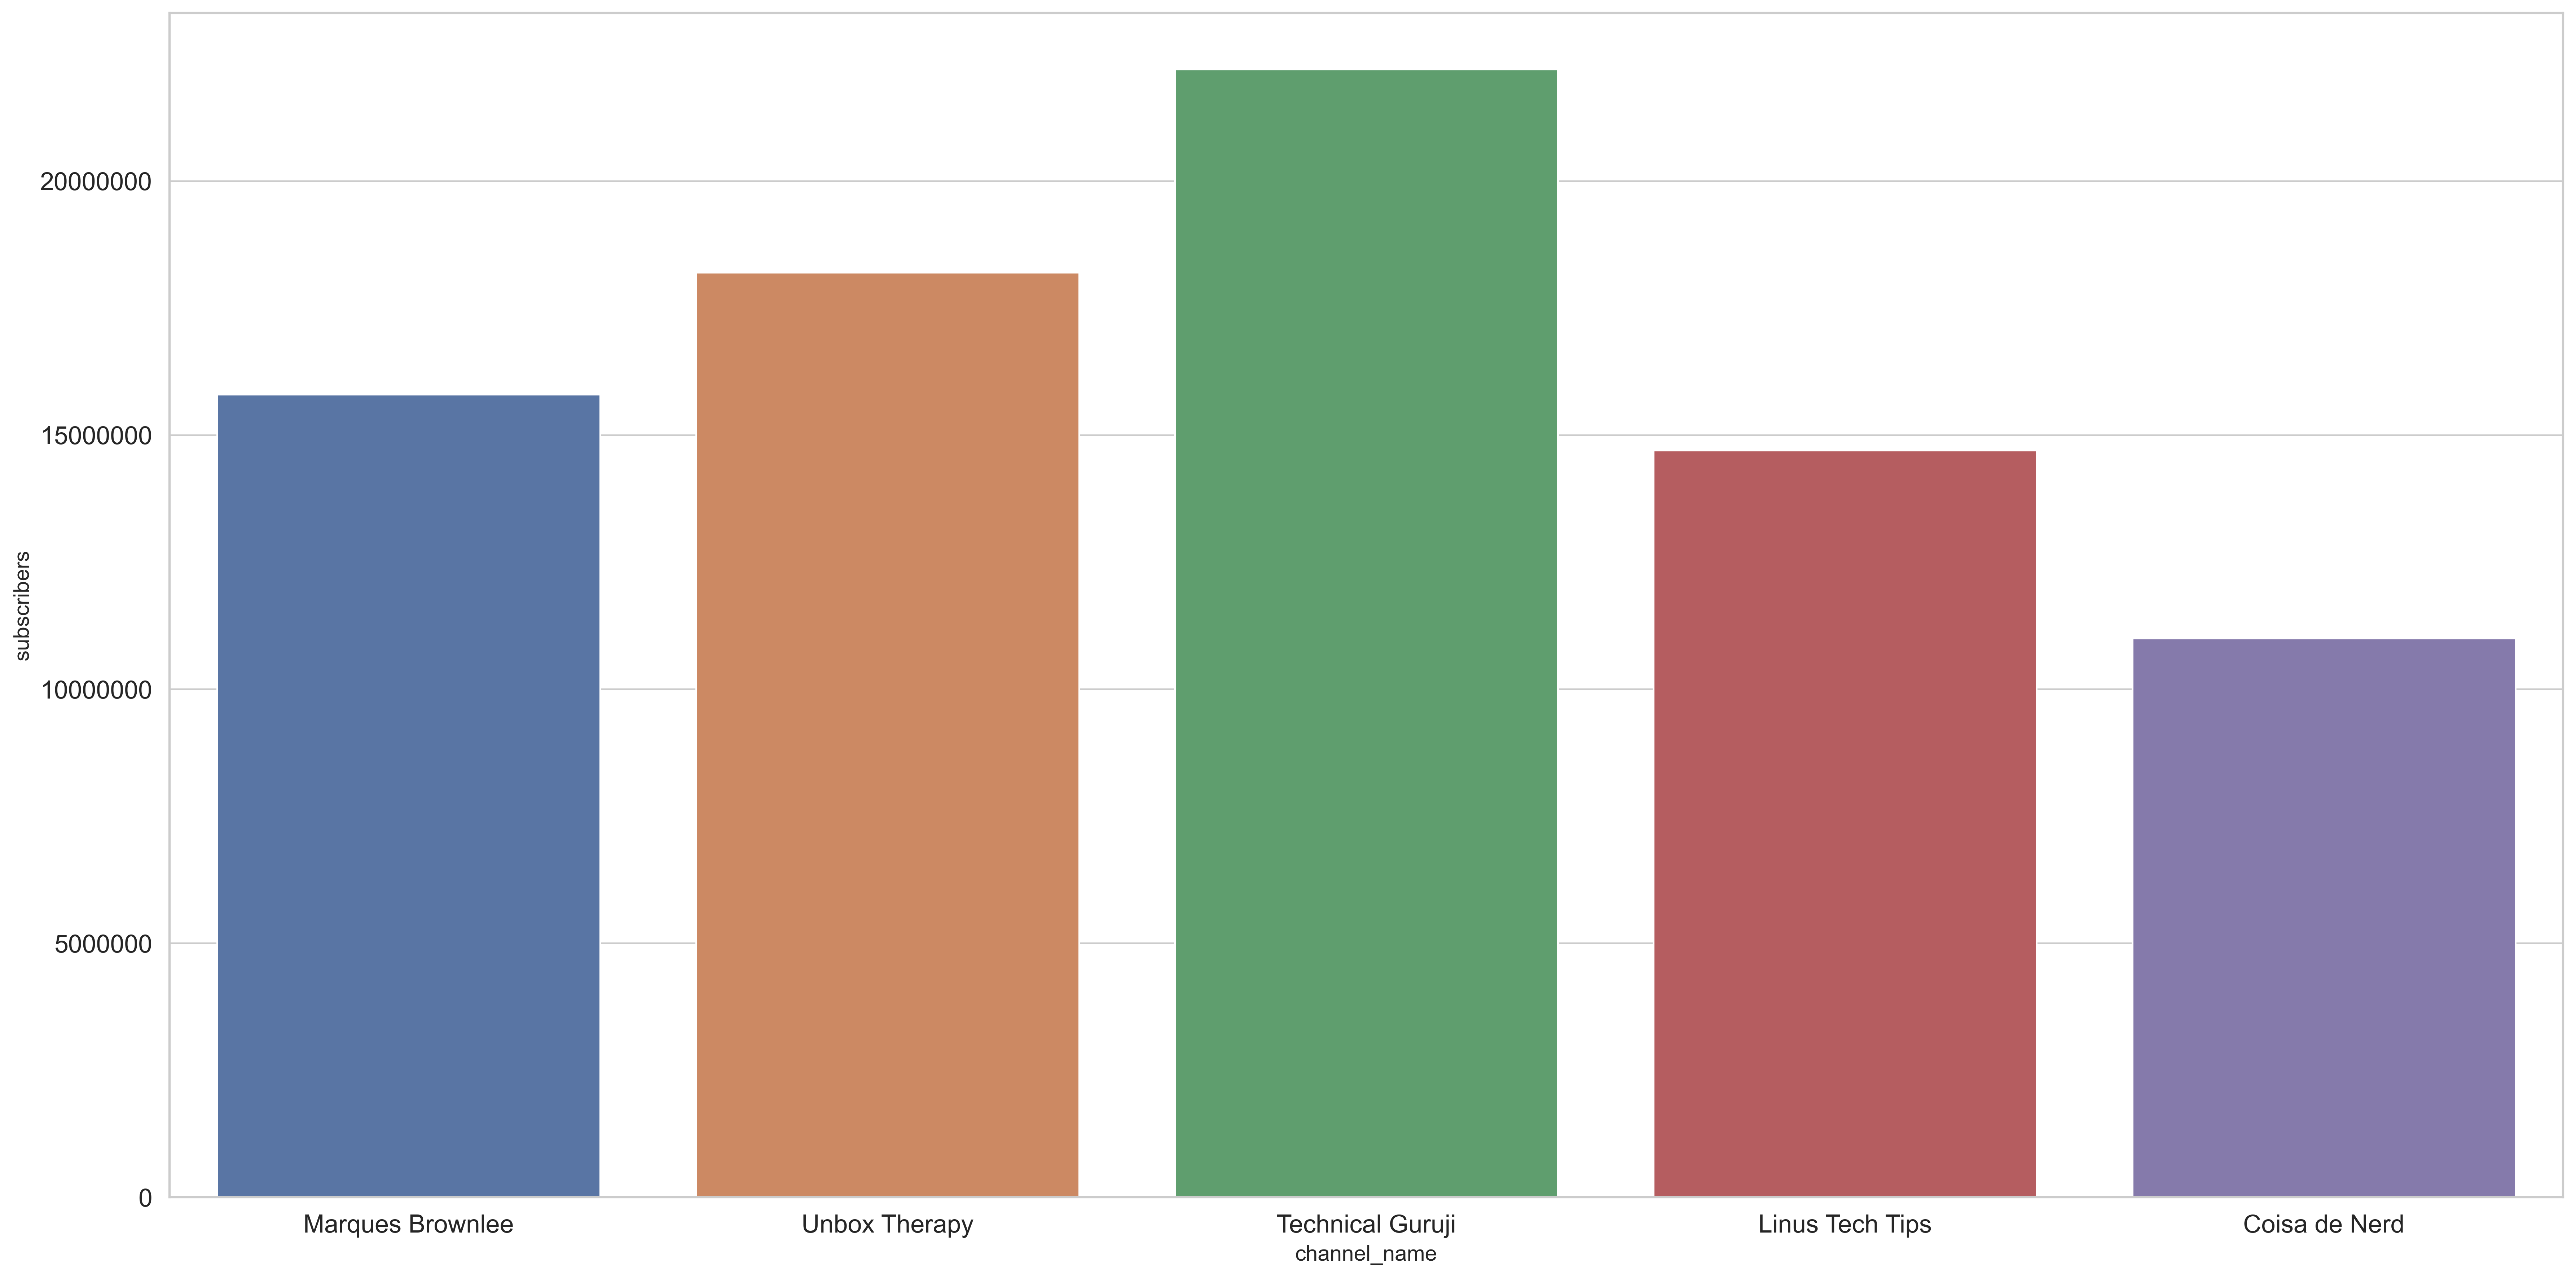 subscribers
20000000
15000000
10000000
5000000
0
Marques Brownlee
Unbox Therapy
Technical Guruji
Linus Tech Tips
Coisa de Nerd
channel_name